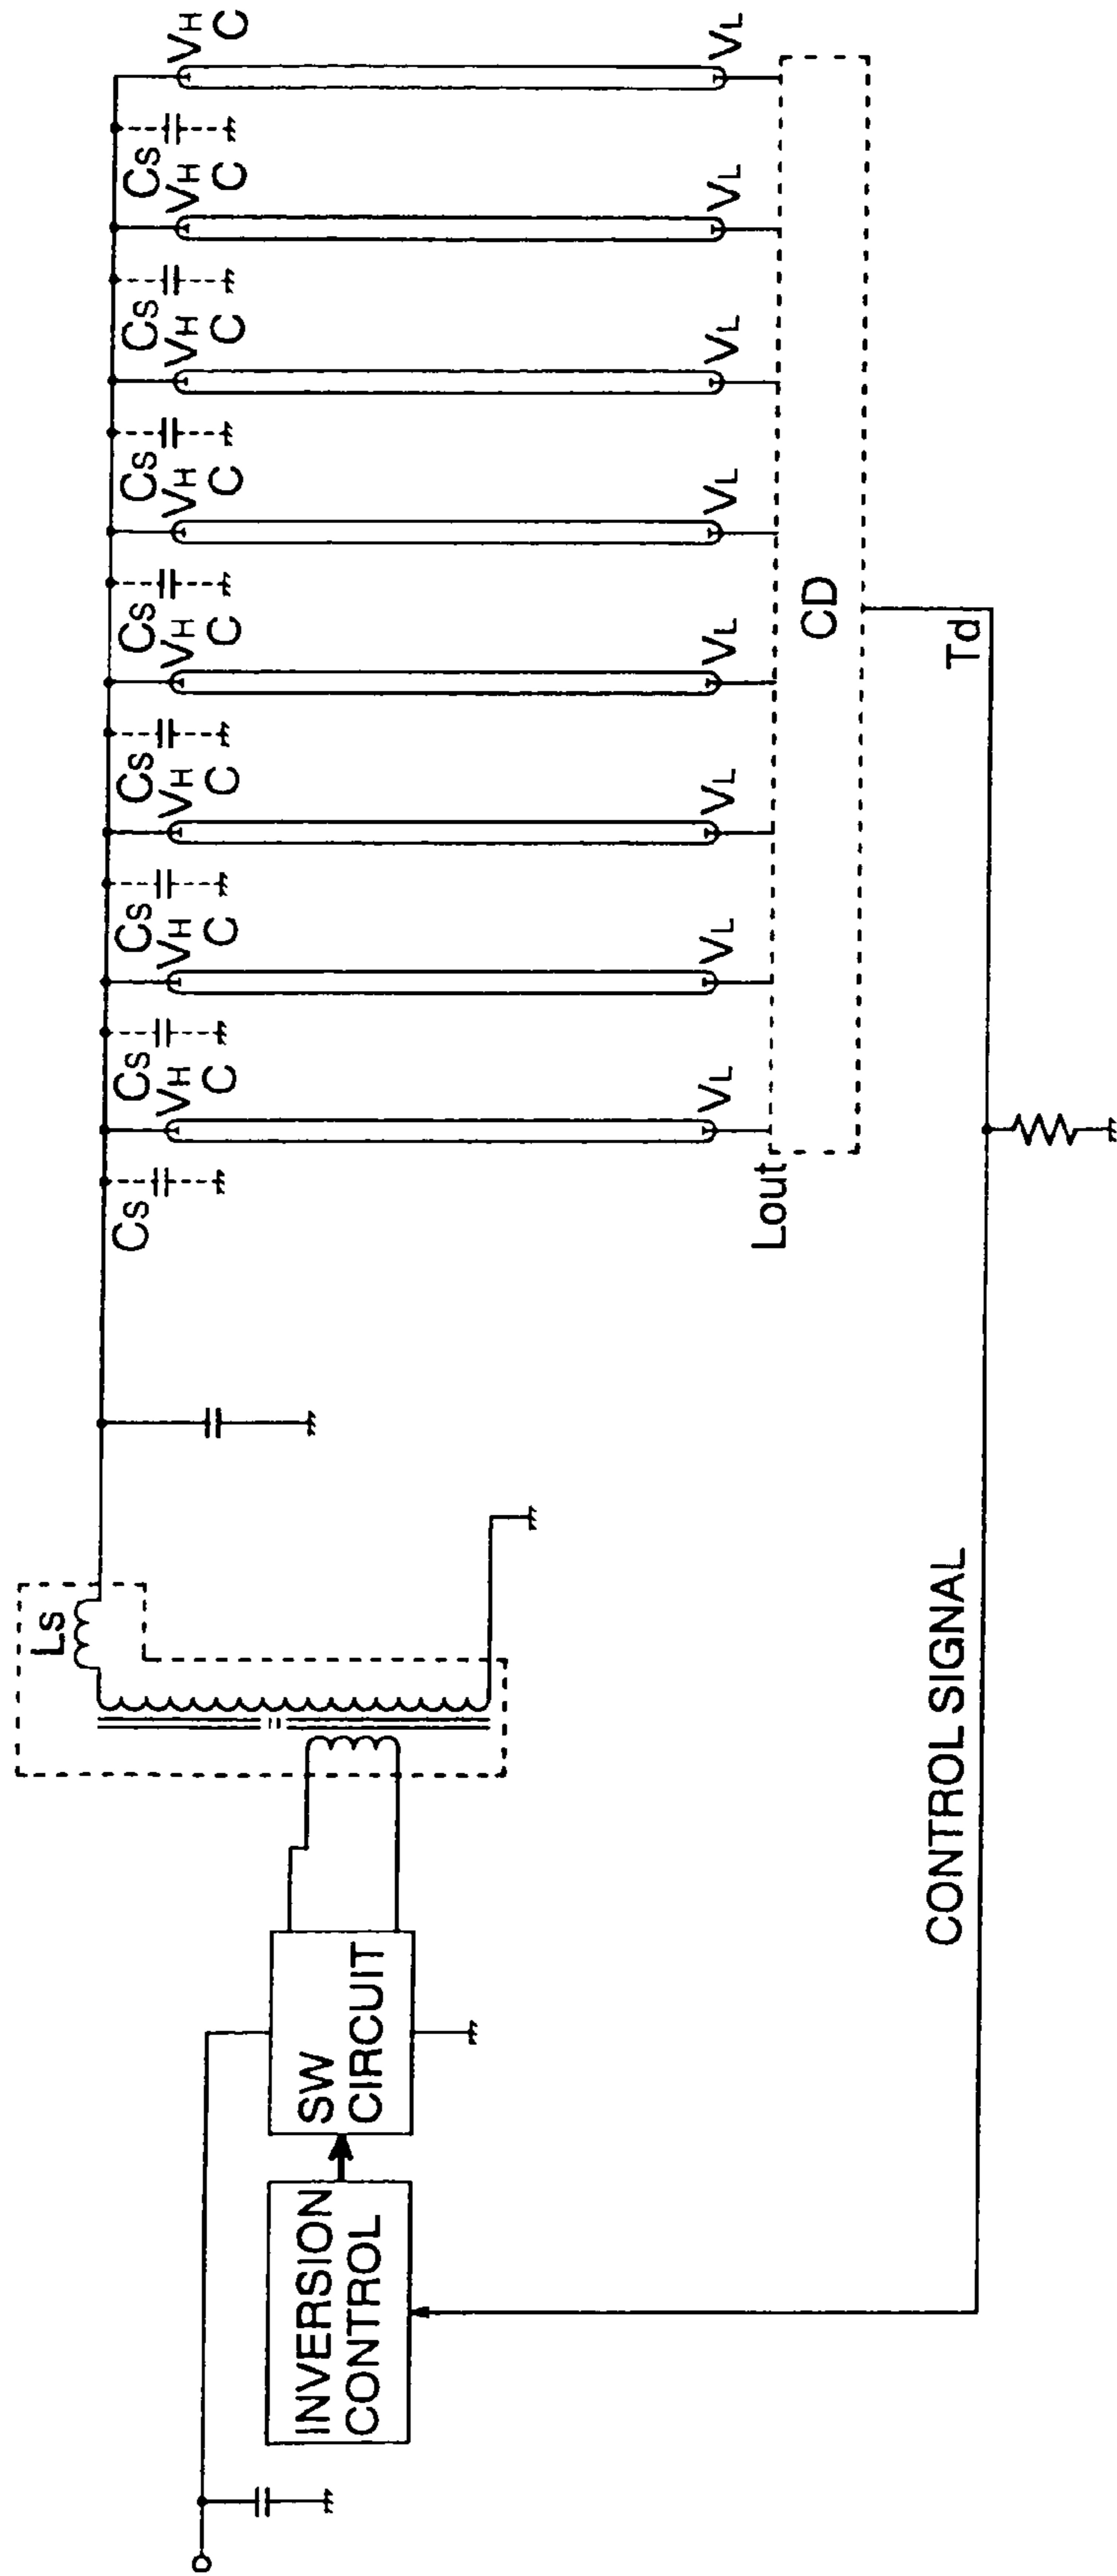 Ls
Cs Cs Cs Cs Cs Cs Cs Cs
VH VH VH VH VH VH VH VH
C C C C C C C C
INVERSION
CONTROL
SW
CIRCUIT
VL VL VL VL VL VL VL VL
Lout
CD
CONTROL SIGNAL
Td